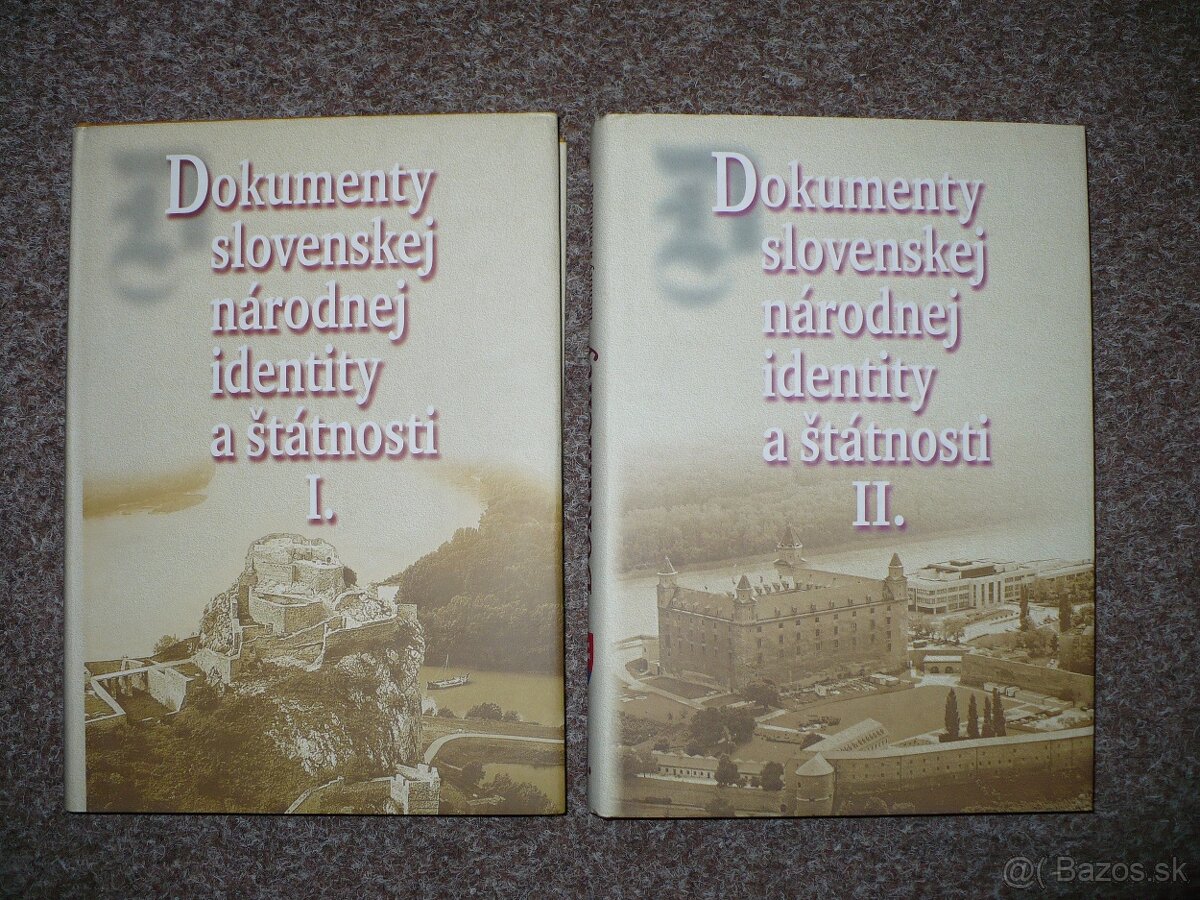 Dokumenty
slovenskej
národnej
identity
a štátnosti
I.
Dokumenty
slovenskej
národnej
identity
a štátnosti
II.
@( Bazos.sk